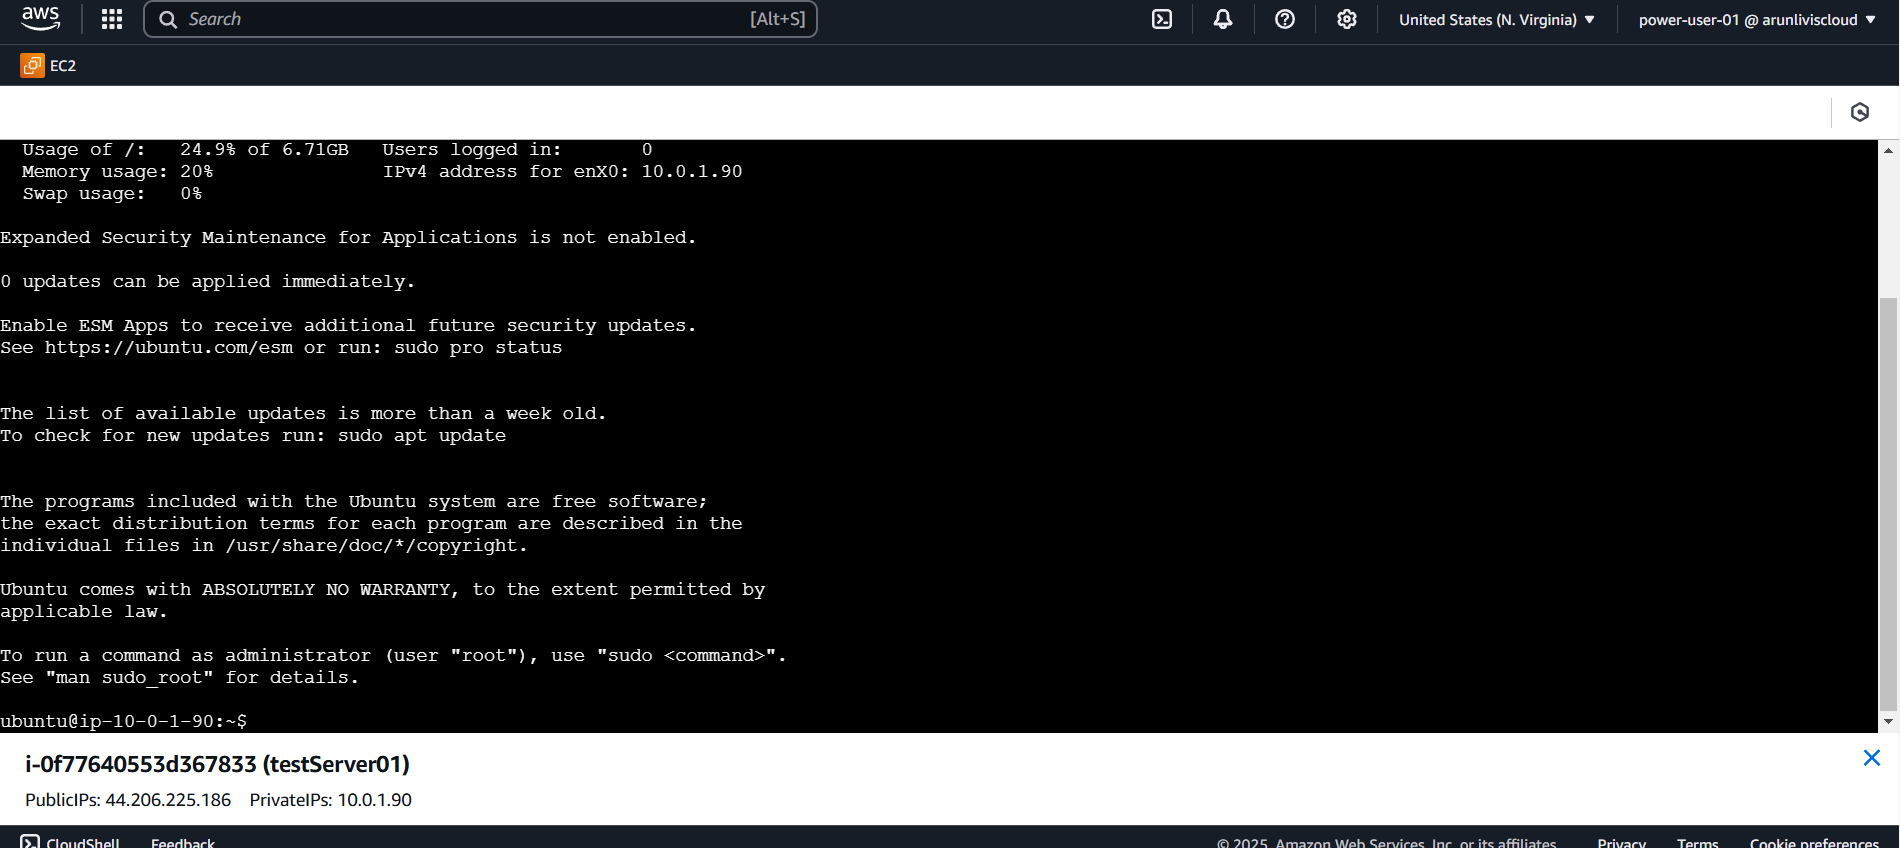 aws
Search [Alt+S]
United States (N. Virginia) power-user-01 @ arunliviscloud
EC2
Usage of /: 24.9% of 6.71GB Users logged in: 0
Memory usage: 20% IPv4 address for enX0: 10.0.1.90
Swap usage: 0%
Expanded Security Maintenance for Applications is not enabled.
0 updates can be applied immediately.
Enable ESM Apps to receive additional future security updates.
See https://ubuntu.com/esm or run: sudo pro status
The list of available updates is more than a week old.
To check for new updates run: sudo apt update
The programs included with the Ubuntu system are free software;
the exact distribution terms for each program are described in the
individual files in /usr/share/doc/*/copyright.
Ubuntu comes with ABSOLUTELY NO WARRANTY, to the extent permitted by
applicable law.
To run a command as administrator (user "root"), use "sudo <command>".
See "man sudo_root" for details.
ubuntu@ip-10-0-1-90:~$
i-0f77640553d367833 (testServer01)
PublicIPs: 44.206.225.186 PrivateIPs: 10.0.1.90
CloudShell Feedback © 2025, Amazon Web Services, Inc. or its affiliates. Privacy Terms Cookie preferences